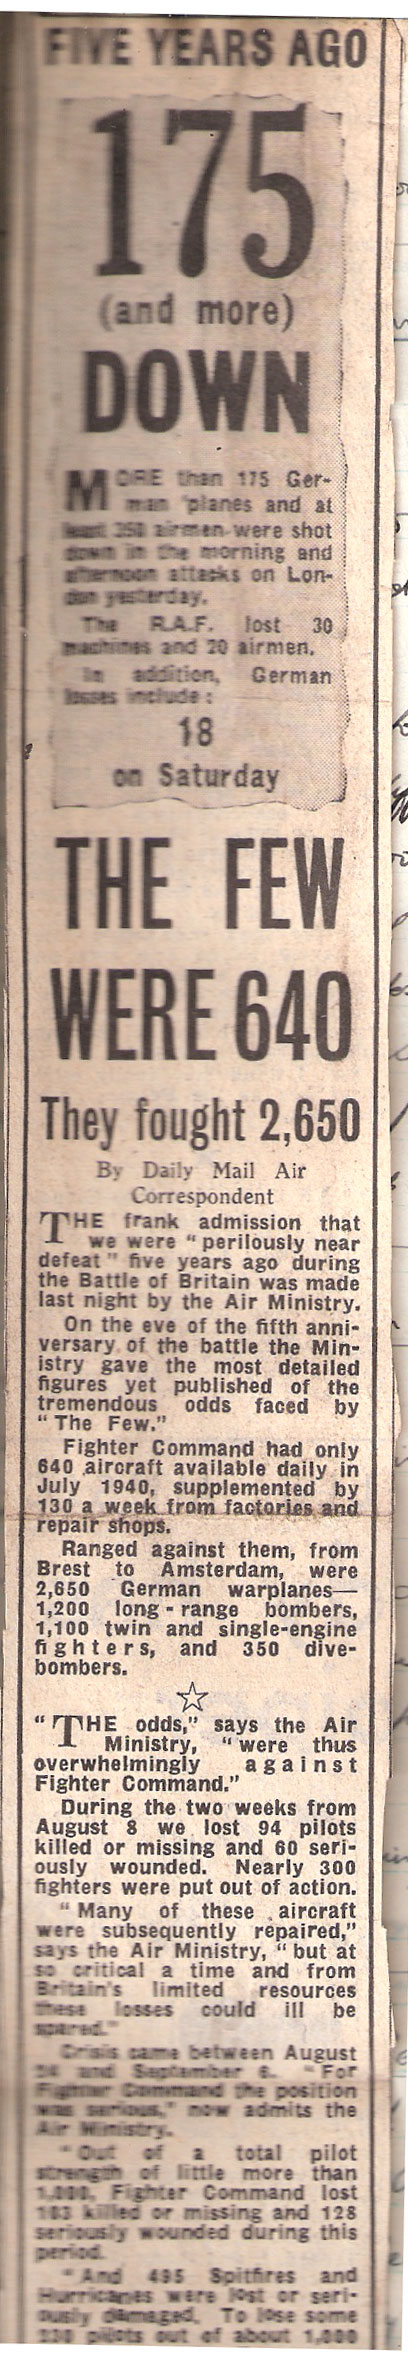 FIVE YEARS AGO
175
(and more)
DOWN
MORE than 175 Ger-
man 'planes and at
least 350 airmen were shot
down in the morning and
afternoon attacks on Lon-
don yesterday.
The R.A.F. lost 30
machines and 20 airmen.
In addition, German
losses include :
18
on Saturday
THE FEW
WERE 640
They fought 2,650
By Daily Mail Air
Correspondent
THE frank admission that
we were " perilously near
defeat " five years ago during
the Battle of Britain was made
last night by the Air Ministry.
On the eve of the fifth anni-
versary of the battle the Min-
istry gave the most detailed
figures yet published of the
tremendous odds faced by
" The Few."
Fighter Command had only
640 aircraft available daily in
July 1940, supplemented by
130 a week from factories and
repair shops.
Ranged against them, from
Brest to Amsterdam, were
2,650 German warplanes—
1,200 long-range bombers,
1,100 twin and single-engine
fighters, and 350 dive-
bombers.
" THE odds," says the Air
Ministry, " were thus
overwhelmingly against
Fighter Command."
During the two weeks from
August 8 we lost 94 pilots
killed or missing and 60 seri-
ously wounded. Nearly 300
fighters were put out of action.
" Many of these aircraft
were subsequently repaired,"
says the Air Ministry, " but at
so critical a time and from
Britain's limited resources
these losses could ill be
spared."
Crisis came between August
24 and September 6. " For
Fighter Command the position
was serious," now admits the
Air Ministry.
" Out of a total pilot
strength of little more than
1,000, Fighter Command lost
103 killed or missing and 128
seriously wounded during this
period.
" And 495 Spitfires and
Hurricanes were lost or seri-
ously damaged. To lose some
230 pilots out of about 1,000